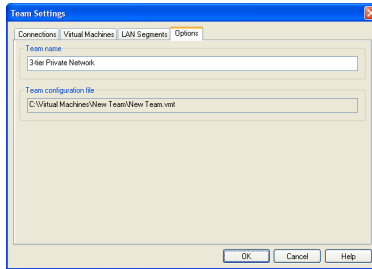 Team Settings
Connections
Virtual Machines
LAN Segments
Options
Team name
3-tier Private Network
Team configuration file
C:\Virtual Machines\New Team\New Team.vmt
OK
Cancel
Help